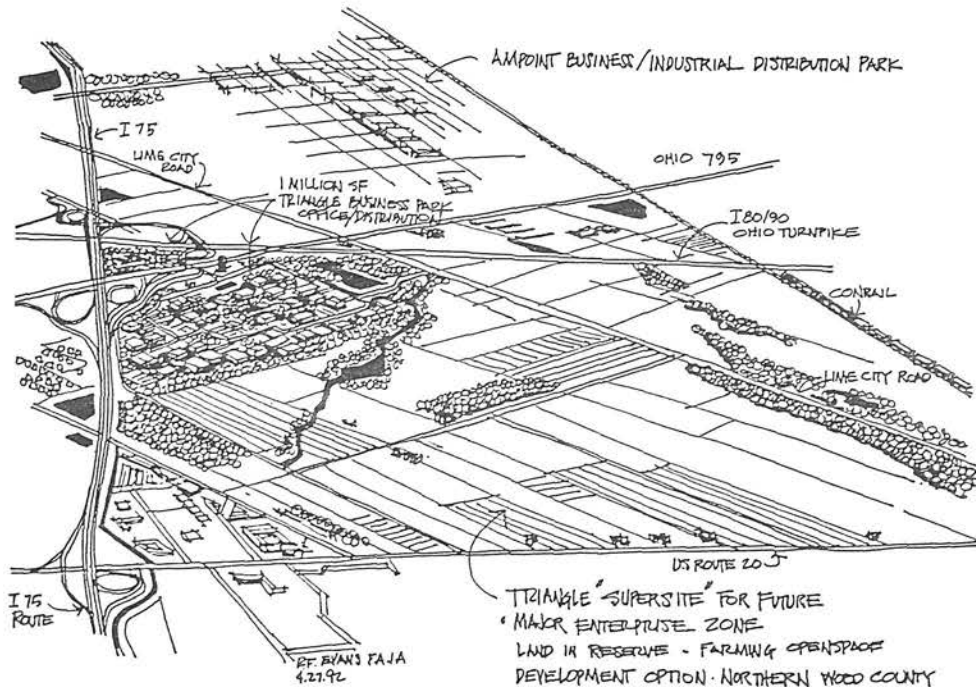 AMPOINT BUSINESS/INDUSTRIAL DISTRIBUTION PARK
I 75
LIME CITY
ROAD
OHIO 795
1 MILLION SF
TRIANGLE BUSINESS PARK
OFFICE/DISTRIBUTION
I 80/90
OHIO TURNPIKE
CONRAIL
LIME CITY ROAD
US ROUTE 20
I 75
ROUTE
TRIANGLE "SUPERSITE" FOR FUTURE
• MAJOR ENTERPRISE ZONE
LAND IN RESERVE - FARMING OPENSPACE
DEVELOPMENT OPTION • NORTHERN WOOD COUNTY
R.F. EVANS FAIA
4.27.92